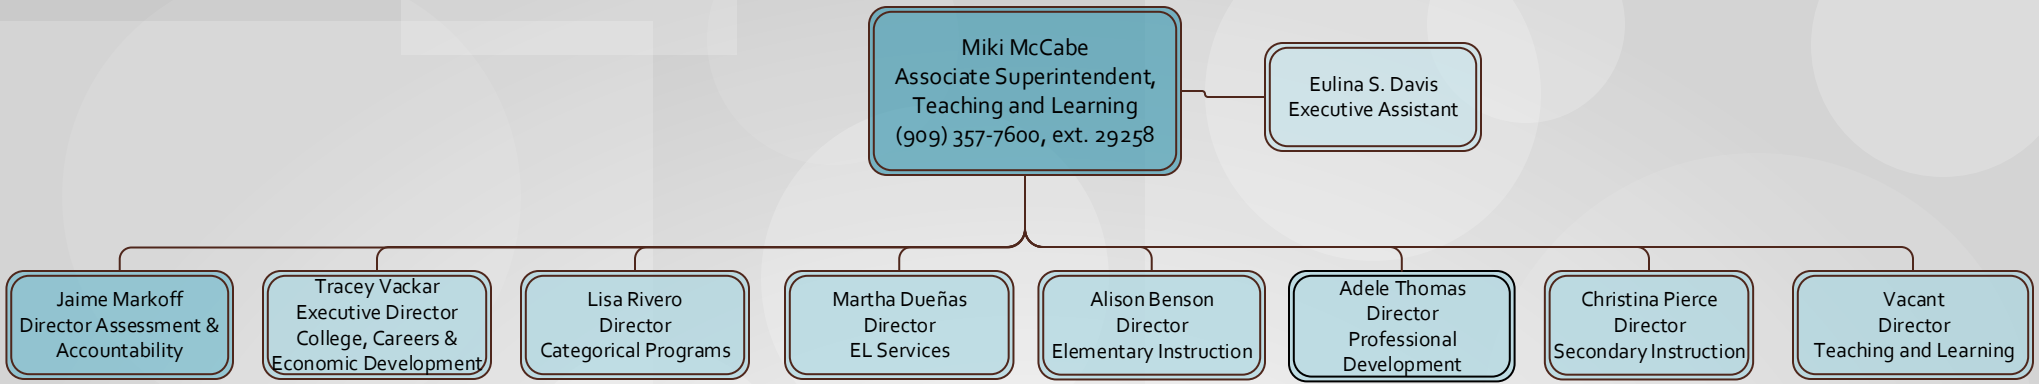 Miki McCabe
Associate Superintendent,
Teaching and Learning
(909) 357-7600, ext. 29258
Eulina S. Davis
Executive Assistant
Jaime Markoff
Director Assessment &
Accountability
Tracey Vackar
Executive Director
College, Careers &
Economic Development
Lisa Rivero
Director
Categorical Programs
Martha Dueñas
Director
EL Services
Alison Benson
Director
Elementary Instruction
Adele Thomas
Director
Professional
Development
Christina Pierce
Director
Secondary Instruction
Vacant
Director
Teaching and Learning